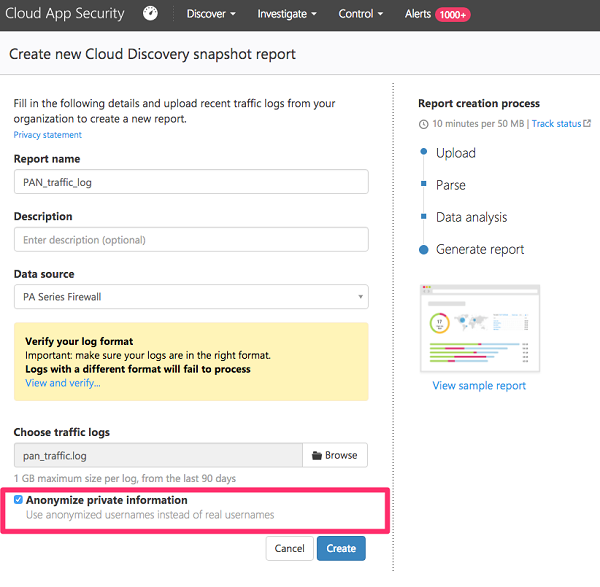 Cloud App Security
Discover
Investigate
Control
Alerts
1000+
Create new Cloud Discovery snapshot report
Fill in the following details and upload recent traffic logs from your
organization to create a new report.
Privacy statement
Report name
PAN_traffic_log
Description
Enter description (optional)
Data source
PA Series Firewall
Verify your log format
Important: make sure your logs are in the right format.
Logs with a different format will fail to process
View and verify...
Choose traffic logs
pan_traffic.log
Browse
1 GB maximum size per log, from the last 90 days
Anonymize private information
Use anonymized usernames instead of real usernames
Cancel
Create
Report creation process
10 minutes per 50 MB | Track status
Upload
Parse
Data analysis
Generate report
17
View sample report